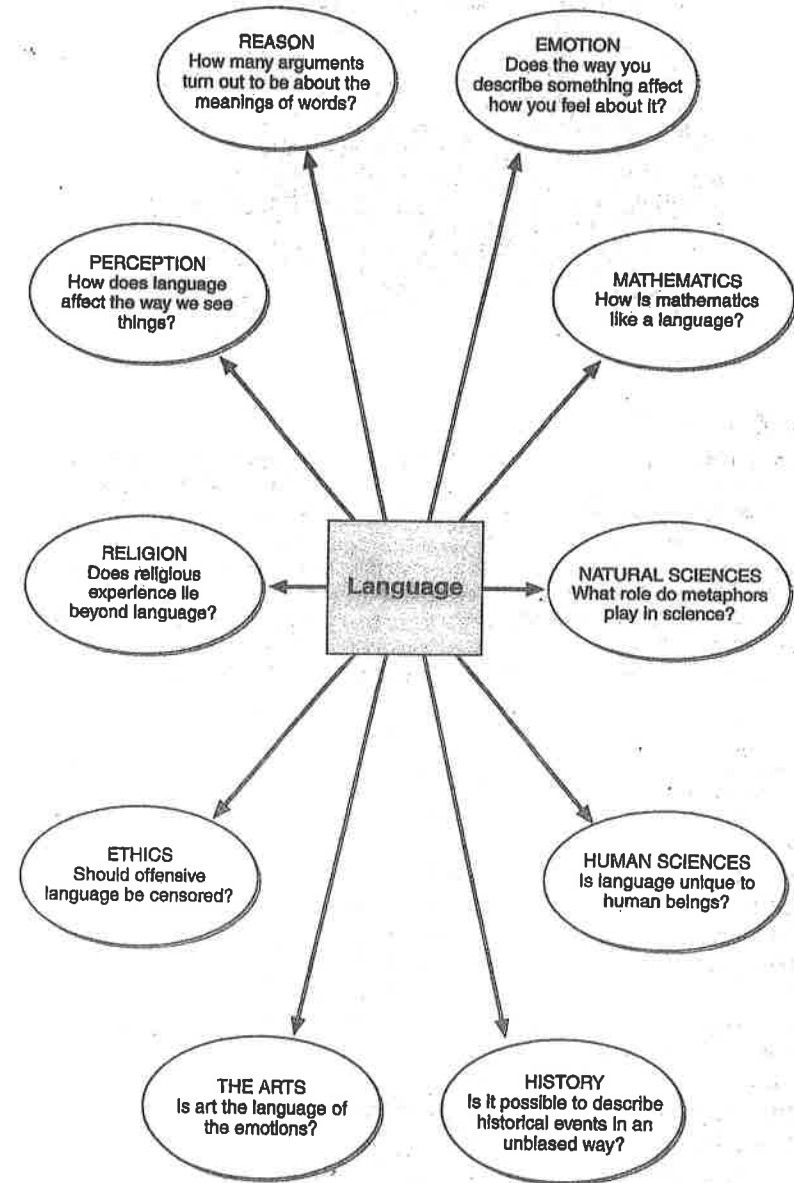 REASON
How many arguments
turn out to be about the
meanings of words?
EMOTION
Does the way you
describe something affect
how you feel about it?
PERCEPTION
How does language
affect the way we see
things?
MATHEMATICS
How is mathematics
like a language?
RELIGION
Does religious
experience lie
beyond language?
Language
NATURAL SCIENCES
What role do metaphors
play in science?
ETHICS
Should offensive
language be censored?
HUMAN SCIENCES
Is language unique to
human beings?
THE ARTS
Is art the language of
the emotions?
HISTORY
Is it possible to describe
historical events in an
unbiased way?